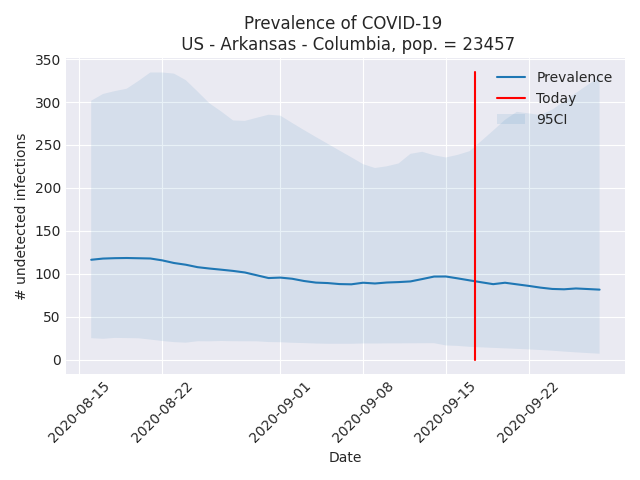 Prevalence of COVID-19
US - Arkansas - Columbia, pop. = 23457
350
300
250
200
150
100
50
0
# undetected infections
Prevalence
Today
95CI
2020-08-15
2020-08-22
2020-09-01
2020-09-08
2020-09-15
2020-09-22
Date